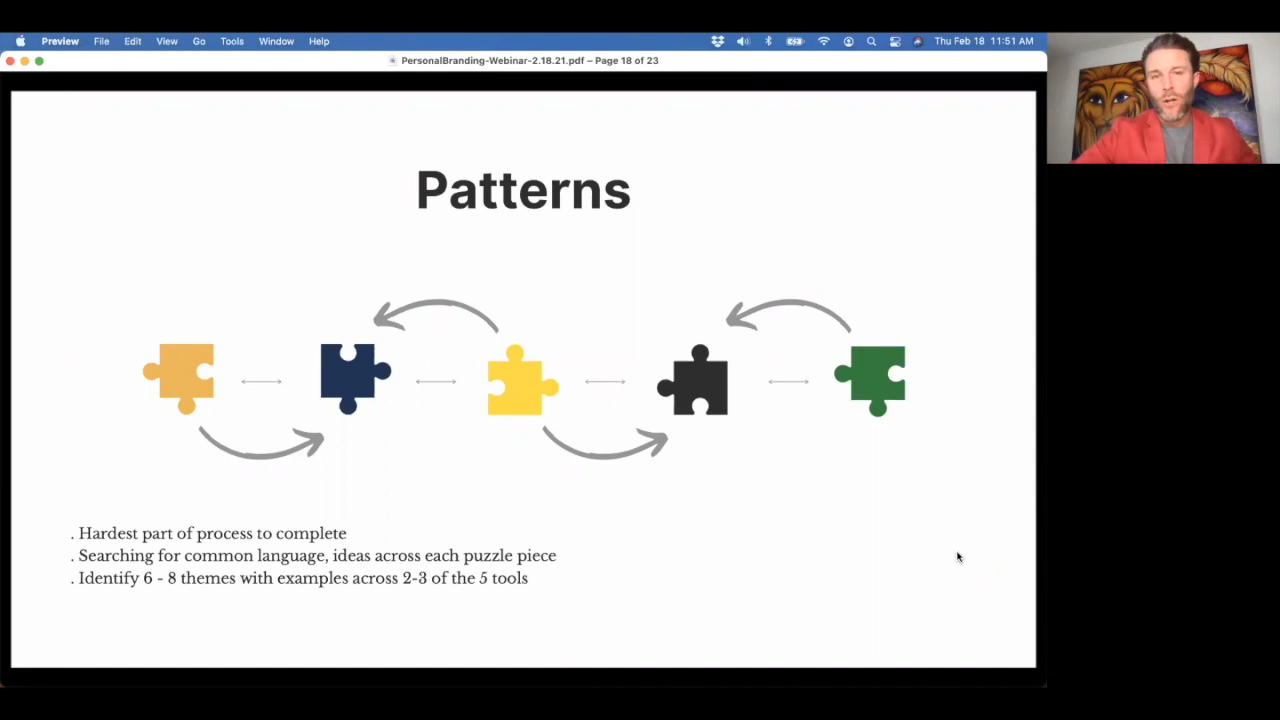 Preview File Edit View Go Tools Window Help Thu Feb 18 11:51 AM
PersonalBranding-Webinar-2.18.21.pdf – Page 18 of 23
Patterns
. Hardest part of process to complete
. Searching for common language, ideas across each puzzle piece
. Identify 6 - 8 themes with examples across 2-3 of the 5 tools